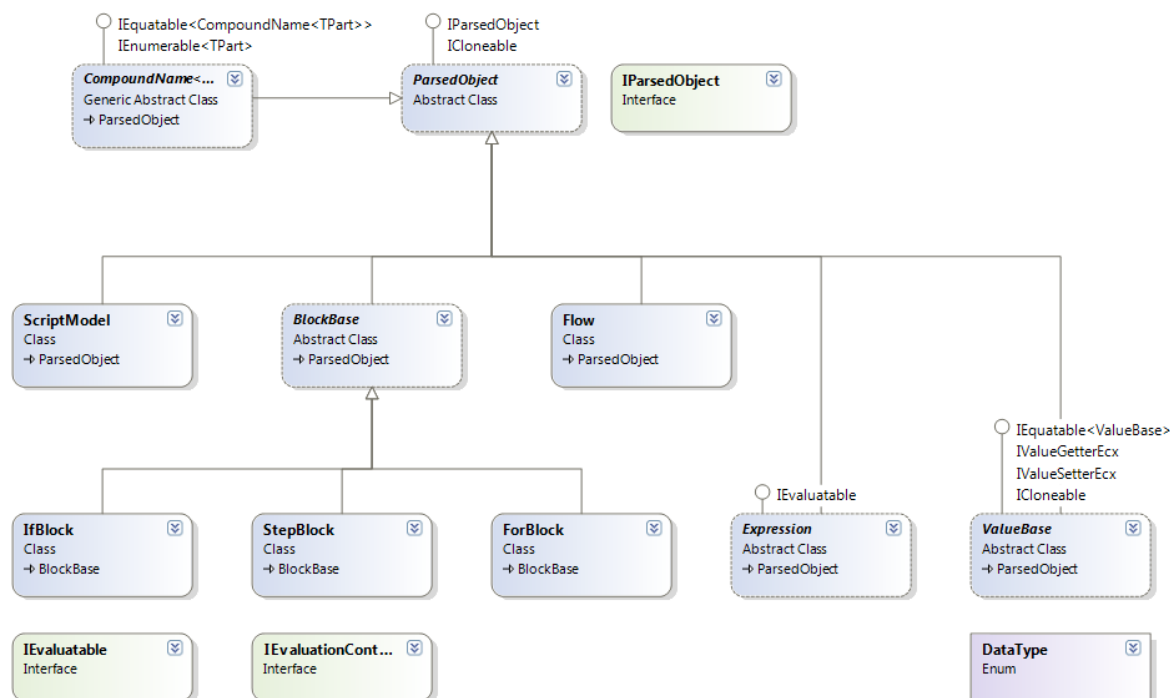 IEquatable<CompoundName<TPart>>
IEnumerable<TPart>
IParsedObject
ICloneable
CompoundName<...
Generic Abstract Class
ParsedObject
ParsedObject
Abstract Class
IParsedObject
Interface
ScriptModel
Class
ParsedObject
BlockBase
Abstract Class
ParsedObject
Flow
Class
ParsedObject
IEquatable<ValueBase>
IValueGetterEcx
IValueSetterEcx
ICloneable
IEvaluatable
IfBlock
Class
BlockBase
StepBlock
Class
BlockBase
ForBlock
Class
BlockBase
Expression
Abstract Class
ParsedObject
ValueBase
Abstract Class
ParsedObject
IEvaluatable
Interface
IEvaluationCont...
Interface
DataType
Enum